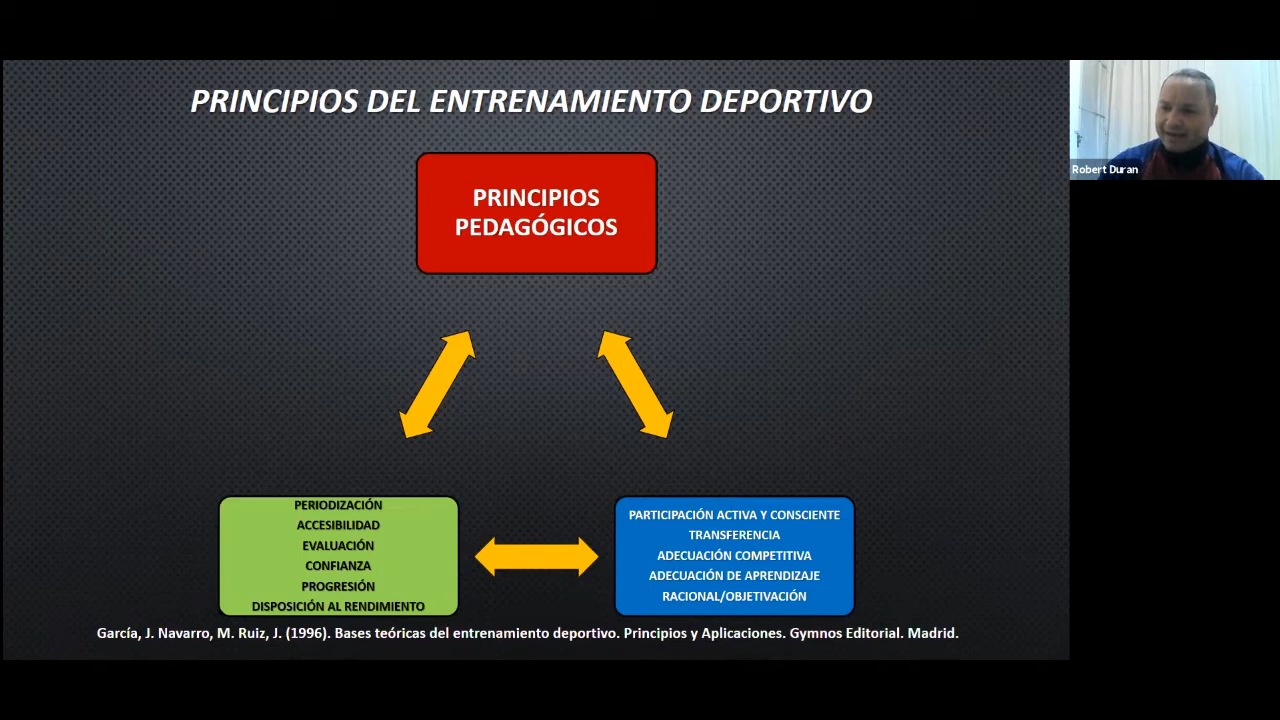 PRINCIPIOS DEL ENTRENAMIENTO DEPORTIVO
PRINCIPIOS
PEDAGÓGICOS
PERIODIZACIÓN
ACCESIBILIDAD
EVALUACIÓN
CONFIANZA
PROGRESIÓN
DISPOSICIÓN AL RENDIMIENTO
PARTICIPACIÓN ACTIVA Y CONSCIENTE
TRANSFERENCIA
ADECUACIÓN COMPETITIVA
ADECUACIÓN DE APRENDIZAJE
RACIONAL/OBJETIVACIÓN
García, J. Navarro, M. Ruiz, J. (1996). Bases teóricas del entrenamiento deportivo. Principios y Aplicaciones. Gymnos Editorial. Madrid.
Robert Duran